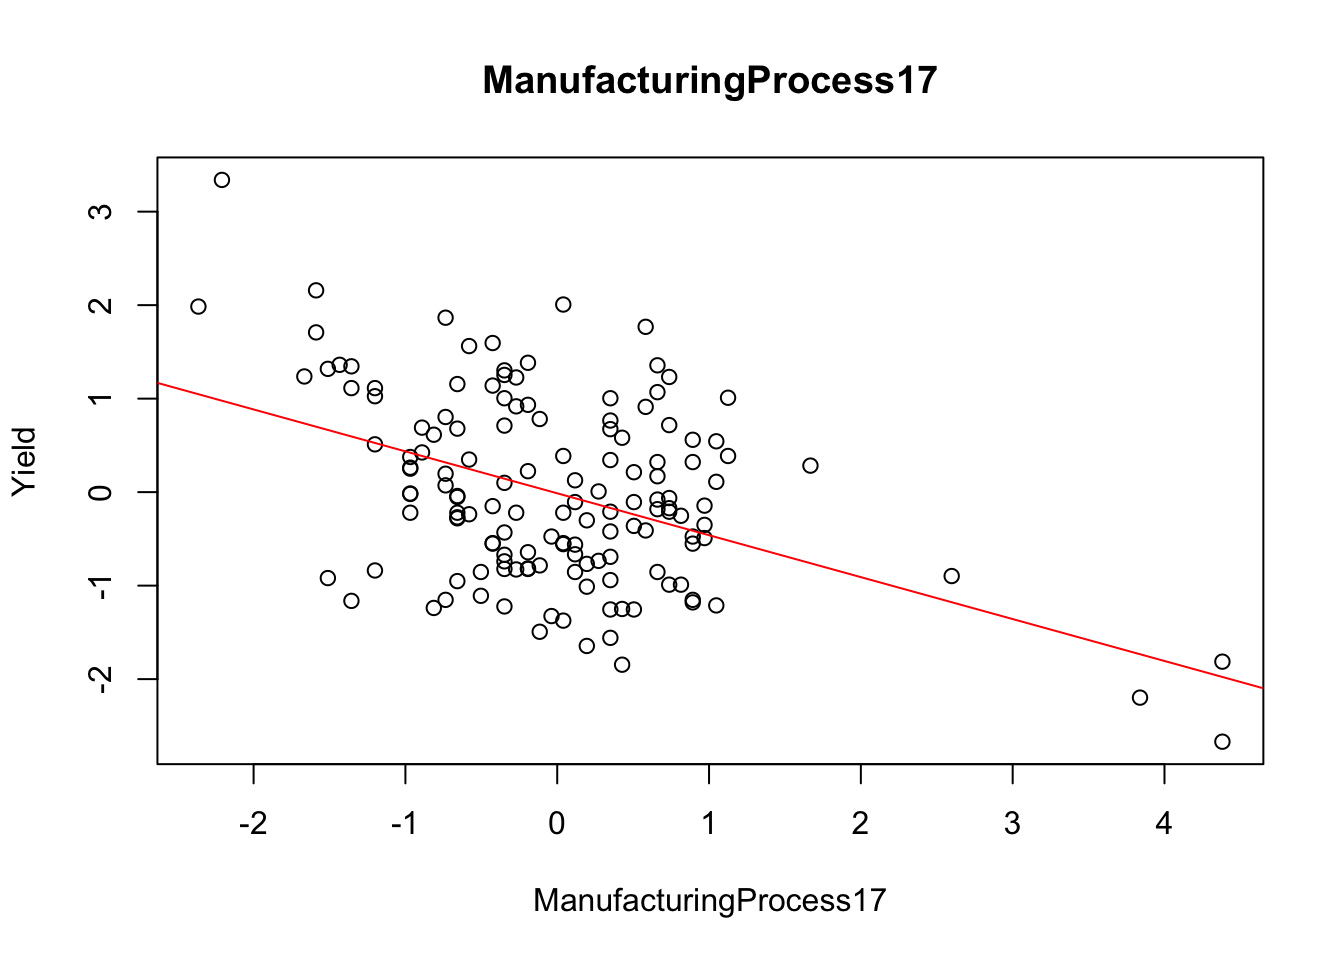 ManufacturingProcess17
Yield
3
2
1
0
-1
-2
-2 -1 0 1 2 3 4
ManufacturingProcess17